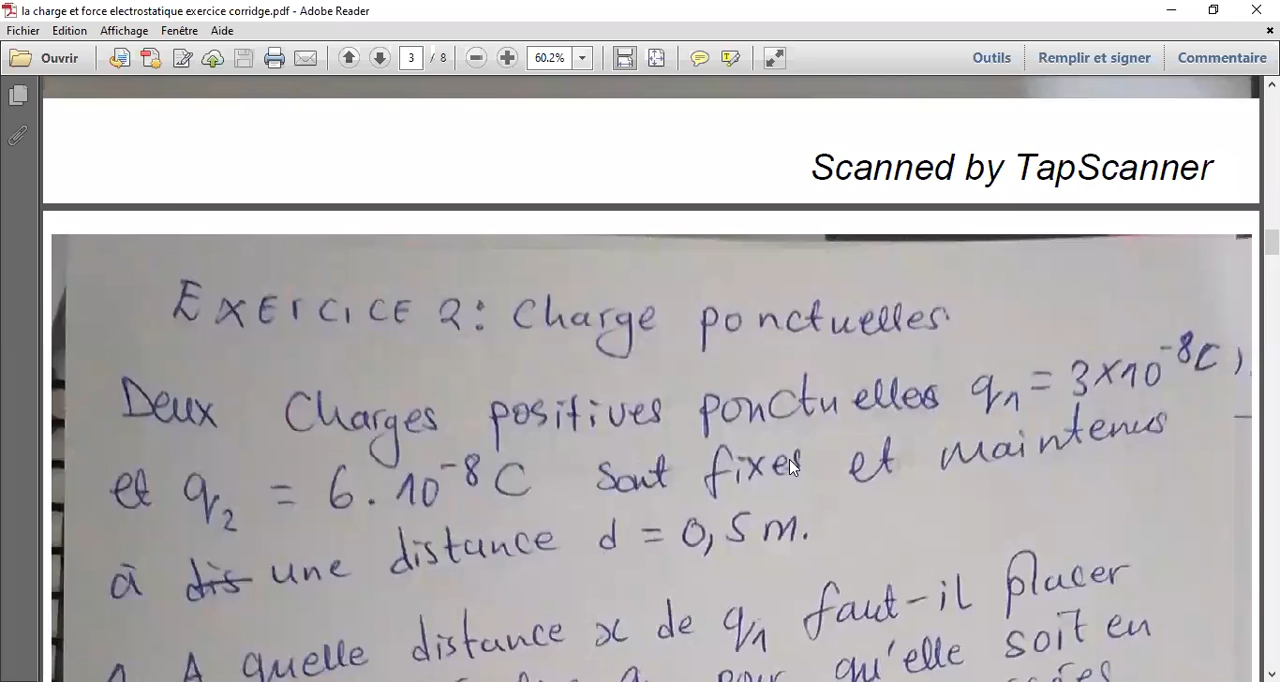 la charge et force electrostatique exercice corridge.pdf - Adobe Reader
Fichier Edition Affichage Fenêtre Aide
Ouvrir 3 / 8 60.2% Outils Remplir et signer Commentaire
Scanned by TapScanner
EXERCICE 2: Charge ponctuelles.
Deux Charges positives ponctuelles q1 = 3×10^-8 C,
et q2 = 6.10^-8 C sont fixes et maintenus
à dis une distance d = 0,5 m.
A quelle distance x de q1 faut-il placer
pour qu'elle soit en